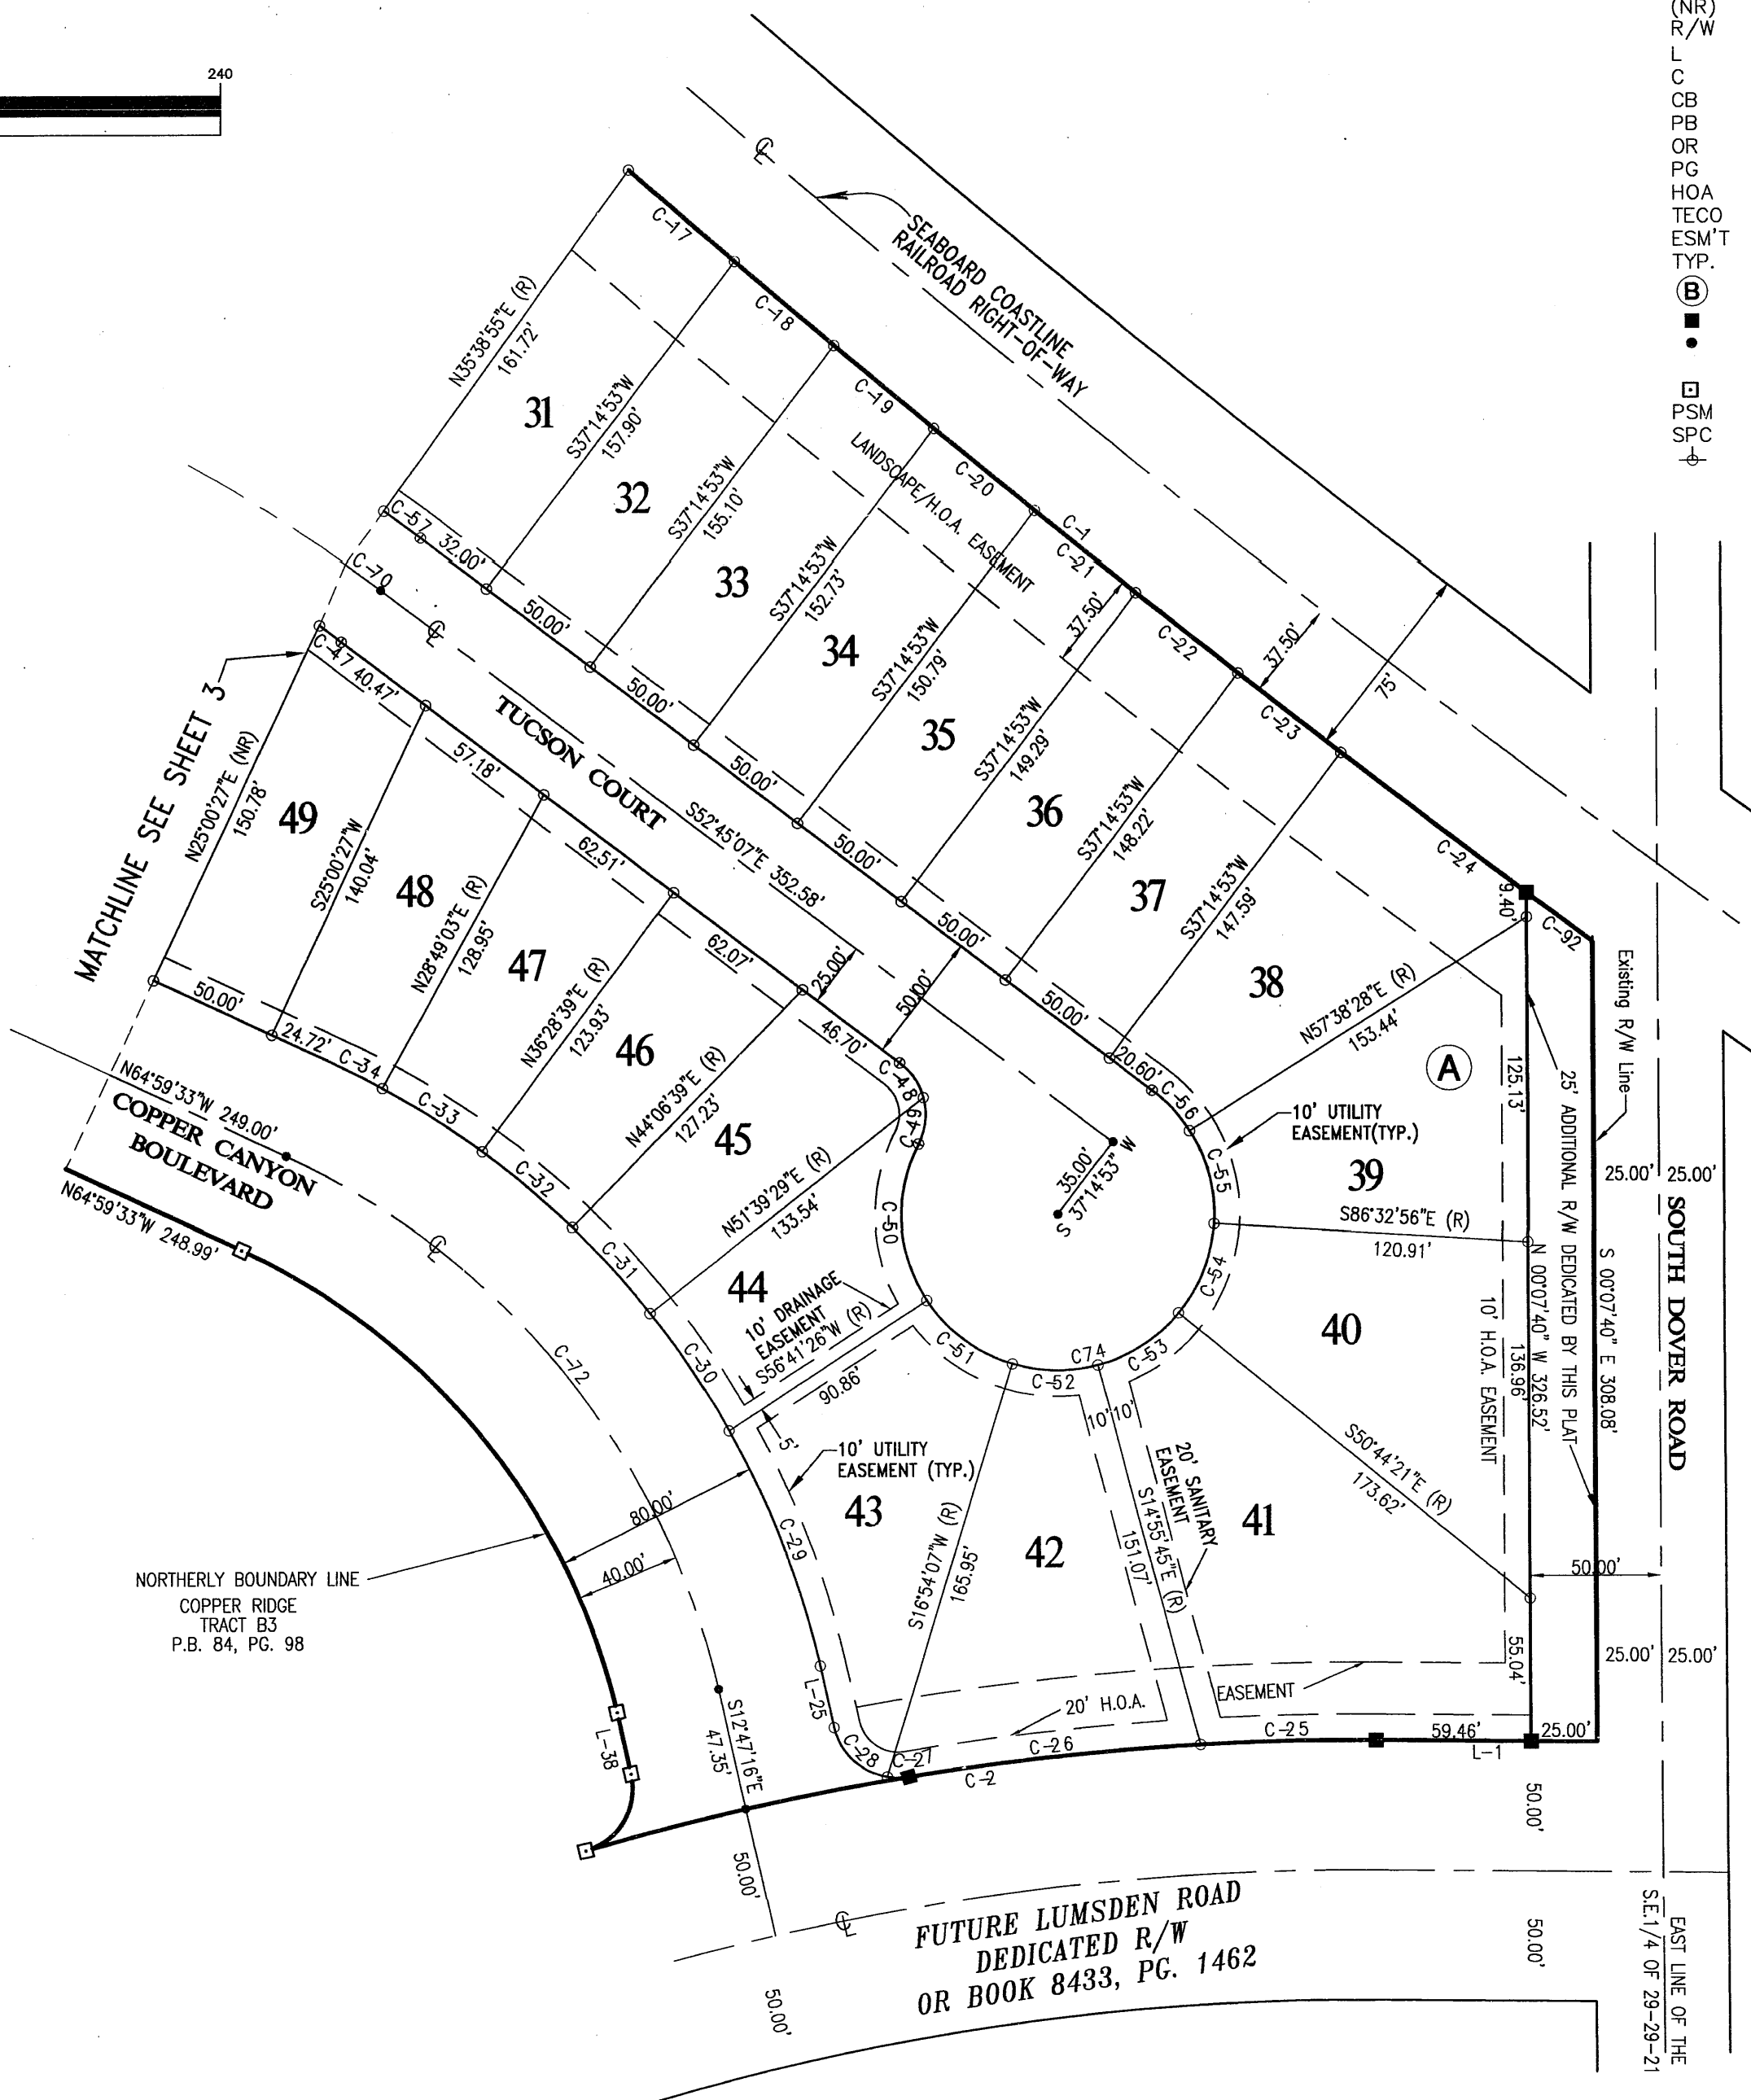 240
(NR)
R/W
L
C
CB
PB
OR
PG
HOA
TECO
ESM'T
TYP.
B
PSM
SPC
SEABOARD COASTLINE
RAILROAD RIGHT-OF-WAY
LANDSCAPE/H.O.A. EASEMENT
C-17
C-18
C-19
C-20
C-1
C-21
C-22
C-23
C-24
C-92
37.50'
37.50'
75'
9.40'
N35°38'55"E (R)
161.72'
31
S37°14'53"W
157.90'
32
S37°14'53"W
155.10'
33
S37°14'53"W
152.73'
34
S37°14'53"W
150.79'
35
S37°14'53"W
149.29'
36
S37°14'53"W
148.22'
37
S37°14'53"W
147.59'
38
N57°38'28"E (R)
153.44'
A
C-57
32.00'
50.00'
50.00'
50.00'
50.00'
50.00'
50.00'
20.60'
C-56
C-70
TUCSON COURT
S52°45'07"E 352.58'
25.00'
50.00'
MATCHLINE SEE SHEET 3
C-47
40.47'
57.18'
62.51'
62.07'
46.70'
C-48
C-49
C-50
N25°00'27"E (NR)
150.78'
49
S25°00'27"W
140.04'
48
N28°49'03"E (R)
128.95'
47
N36°28'39"E (R)
123.93'
46
N44°06'39"E (R)
127.23'
45
N51°39'29"E (R)
133.54'
44
10' DRAINAGE
EASEMENT
S56°41'26"W (R)
90.86'
5'
50.00'
24.72'
C-34
C-33
C-32
C-31
C-30
C-29
N64°59'33"W 249.00'
COPPER CANYON
BOULEVARD
N64°59'33"W 248.99'
C-72
35.00'
S 37°14'53" W
10' UTILITY
EASEMENT(TYP.)
C-55
39
S86°32'56"E (R)
120.91'
C-54
40
C-51
C-52
C74
C-53
10'
10'
S50°44'21"E (R)
173.62'
10' UTILITY
EASEMENT (TYP.)
43
S16°54'07"W (R)
165.95'
42
20' SANITARY
EASEMENT
S14°55'45"E (R)
151.07'
41
125.13'
136.96'
N 00°07'40" W 326.52'
10' H.O.A. EASEMENT
25' ADDITIONAL R/W DEDICATED BY THIS PLAT
S 00°07'40" E 308.08'
Existing R/W Line
SOUTH DOVER ROAD
25.00'
25.00'
50.00'
25.00'
25.00'
55.04'
80.00'
40.00'
NORTHERLY BOUNDARY LINE
COPPER RIDGE
TRACT B3
P.B. 84, PG. 98
L-25
C-28
C-27
C-2
C-26
C-25
59.46'
L-1
25.00'
20' H.O.A.
EASEMENT
L-38
S12°47'16"E
47.35'
50.00'
50.00'
50.00'
50.00'
FUTURE LUMSDEN ROAD
DEDICATED R/W
OR BOOK 8433, PG. 1462
EAST LINE OF THE
S.E.1/4 OF 29-29-21